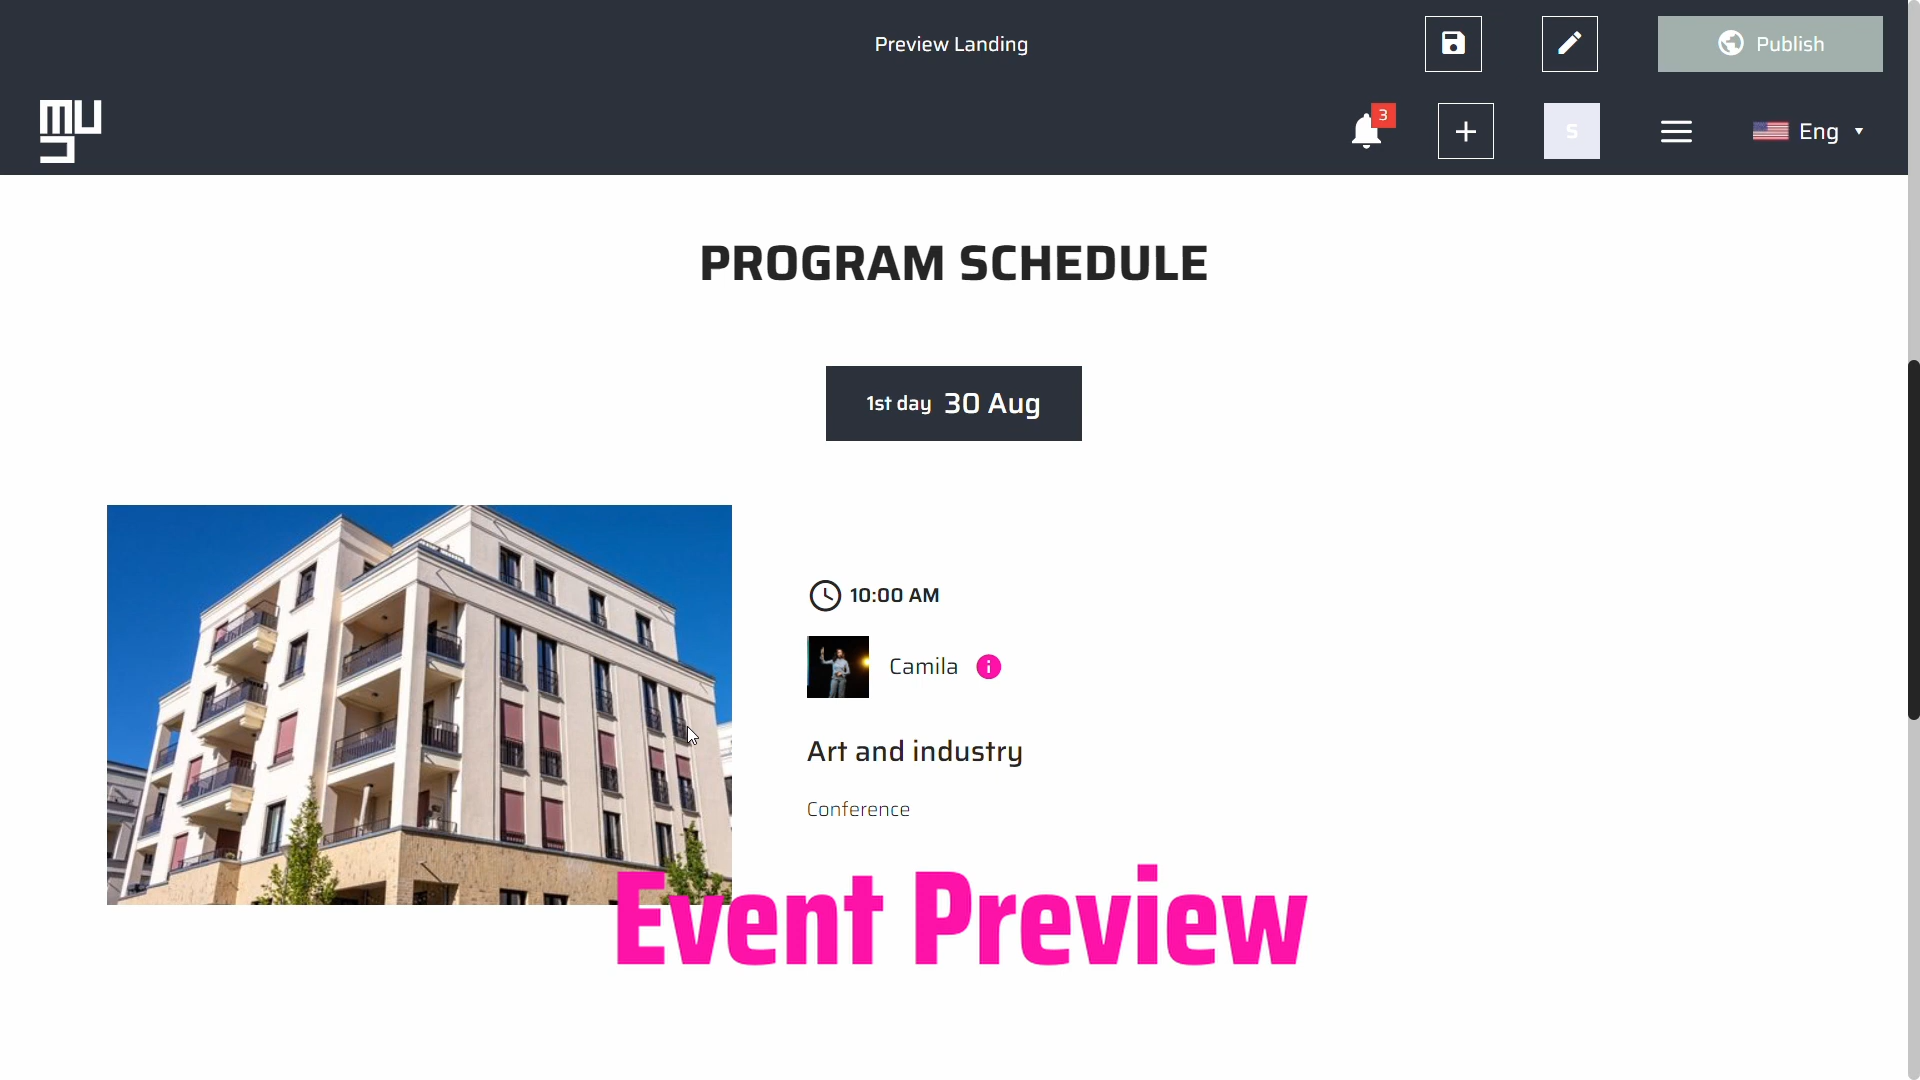 Preview Landing
Publish
mug
3
S
Eng
PROGRAM SCHEDULE
1st day 30 Aug
10:00 AM
Camila
Art and industry
Conference
Event Preview